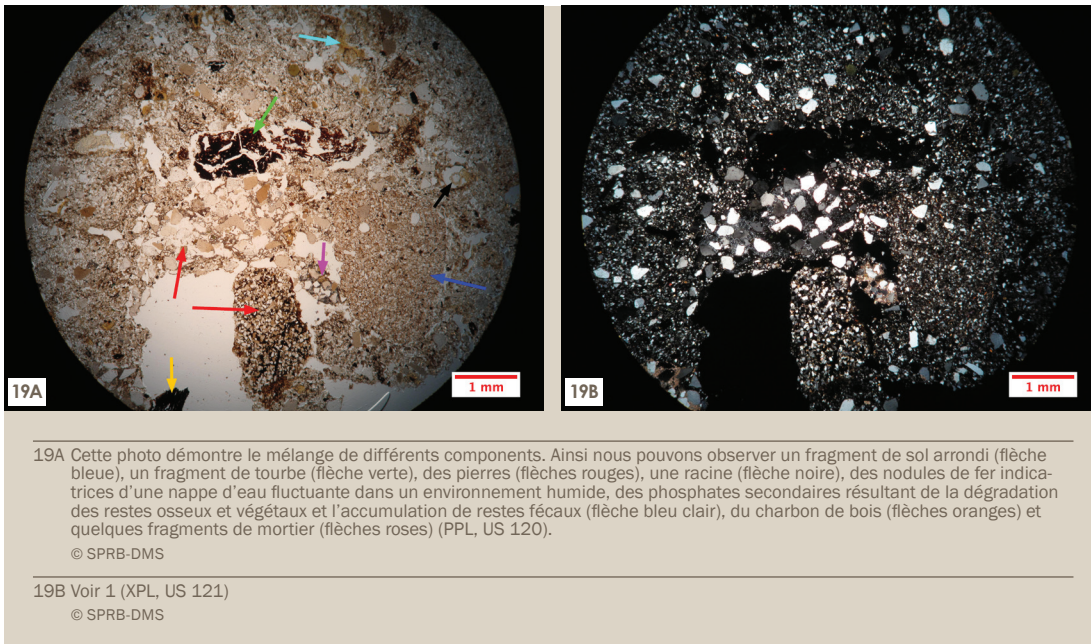 19A
1 mm
19B
1 mm
19A Cette photo démontre le mélange de différents components. Ainsi nous pouvons observer un fragment de sol arrondi (flèche
bleue), un fragment de tourbe (flèche verte), des pierres (flèches rouges), une racine (flèche noire), des nodules de fer indica-
trices d’une nappe d’eau fluctuante dans un environnement humide, des phosphates secondaires résultant de la dégradation
des restes osseux et végétaux et l’accumulation de restes fécaux (flèche bleu clair), du charbon de bois (flèches oranges) et
quelques fragments de mortier (flèches roses) (PPL, US 120).
© SPRB-DMS
19B Voir 1 (XPL, US 121)
© SPRB-DMS